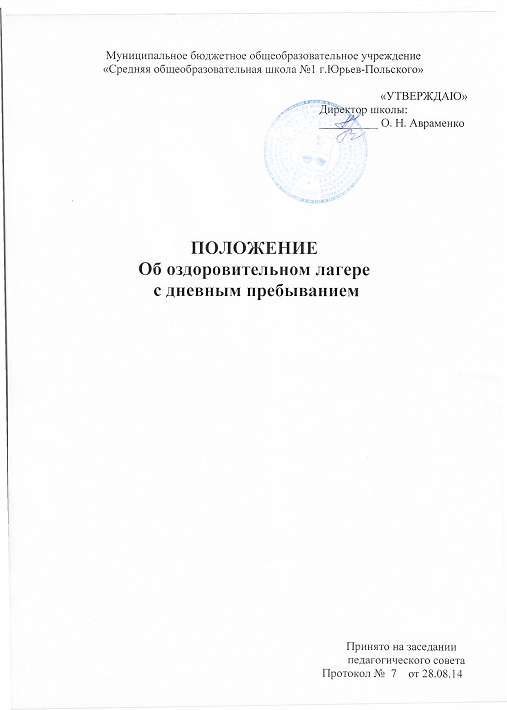 Муниципальное бюджетное общеобразовательное учреждение
«Средняя общеобразовательная школа №1 г.Юрьев-Польского»
«УТВЕРЖДАЮ»
Директор школы:
__________ О. Н. Авраменко
ПОЛОЖЕНИЕ
Об оздоровительном лагере
с дневным пребыванием
Принято на заседании
педагогического совета
Протокол № 7 от 28.08.14